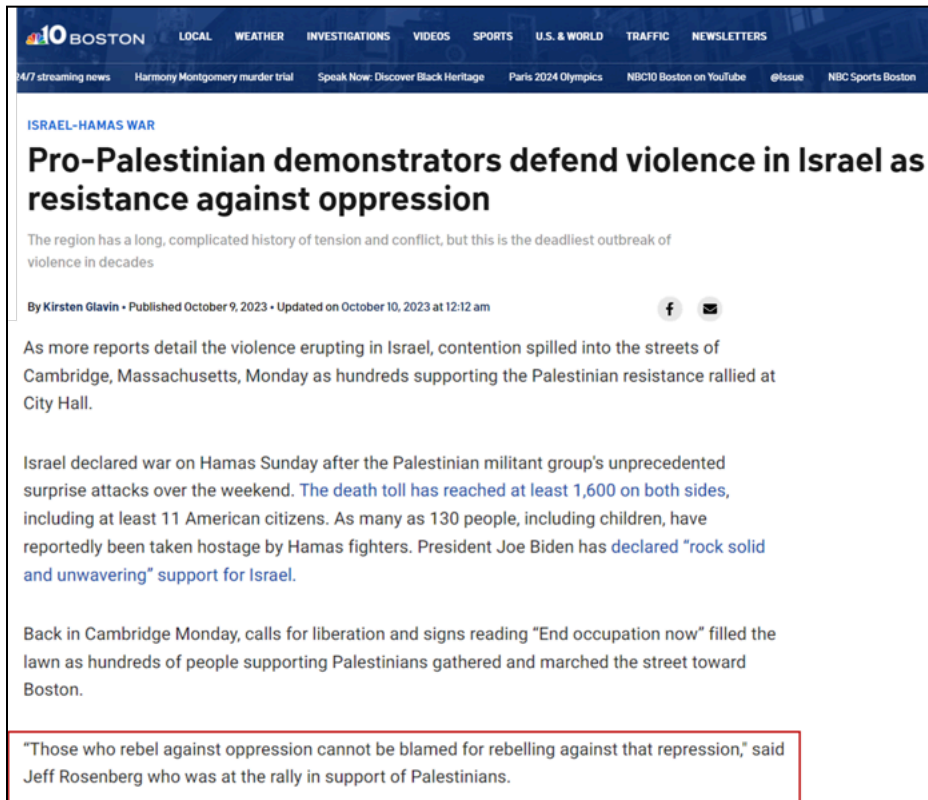 10 BOSTON LOCAL WEATHER INVESTIGATIONS VIDEOS SPORTS U.S. & WORLD TRAFFIC NEWSLETTERS
24/7 streaming news Harmony Montgomery murder trial Speak Now: Discover Black Heritage Paris 2024 Olympics NBC10 Boston on YouTube @Issue NBC Sports Boston
ISRAEL-HAMAS WAR
Pro-Palestinian demonstrators defend violence in Israel as
resistance against oppression
The region has a long, complicated history of tension and conflict, but this is the deadliest outbreak of
violence in decades
By Kirsten Glavin • Published October 9, 2023 • Updated on October 10, 2023 at 12:12 am
As more reports detail the violence erupting in Israel, contention spilled into the streets of
Cambridge, Massachusetts, Monday as hundreds supporting the Palestinian resistance rallied at
City Hall.
Israel declared war on Hamas Sunday after the Palestinian militant group's unprecedented
surprise attacks over the weekend. The death toll has reached at least 1,600 on both sides,
including at least 11 American citizens. As many as 130 people, including children, have
reportedly been taken hostage by Hamas fighters. President Joe Biden has declared “rock solid
and unwavering” support for Israel.
Back in Cambridge Monday, calls for liberation and signs reading “End occupation now” filled the
lawn as hundreds of people supporting Palestinians gathered and marched the street toward
Boston.
“Those who rebel against oppression cannot be blamed for rebelling against that repression," said
Jeff Rosenberg who was at the rally in support of Palestinians.